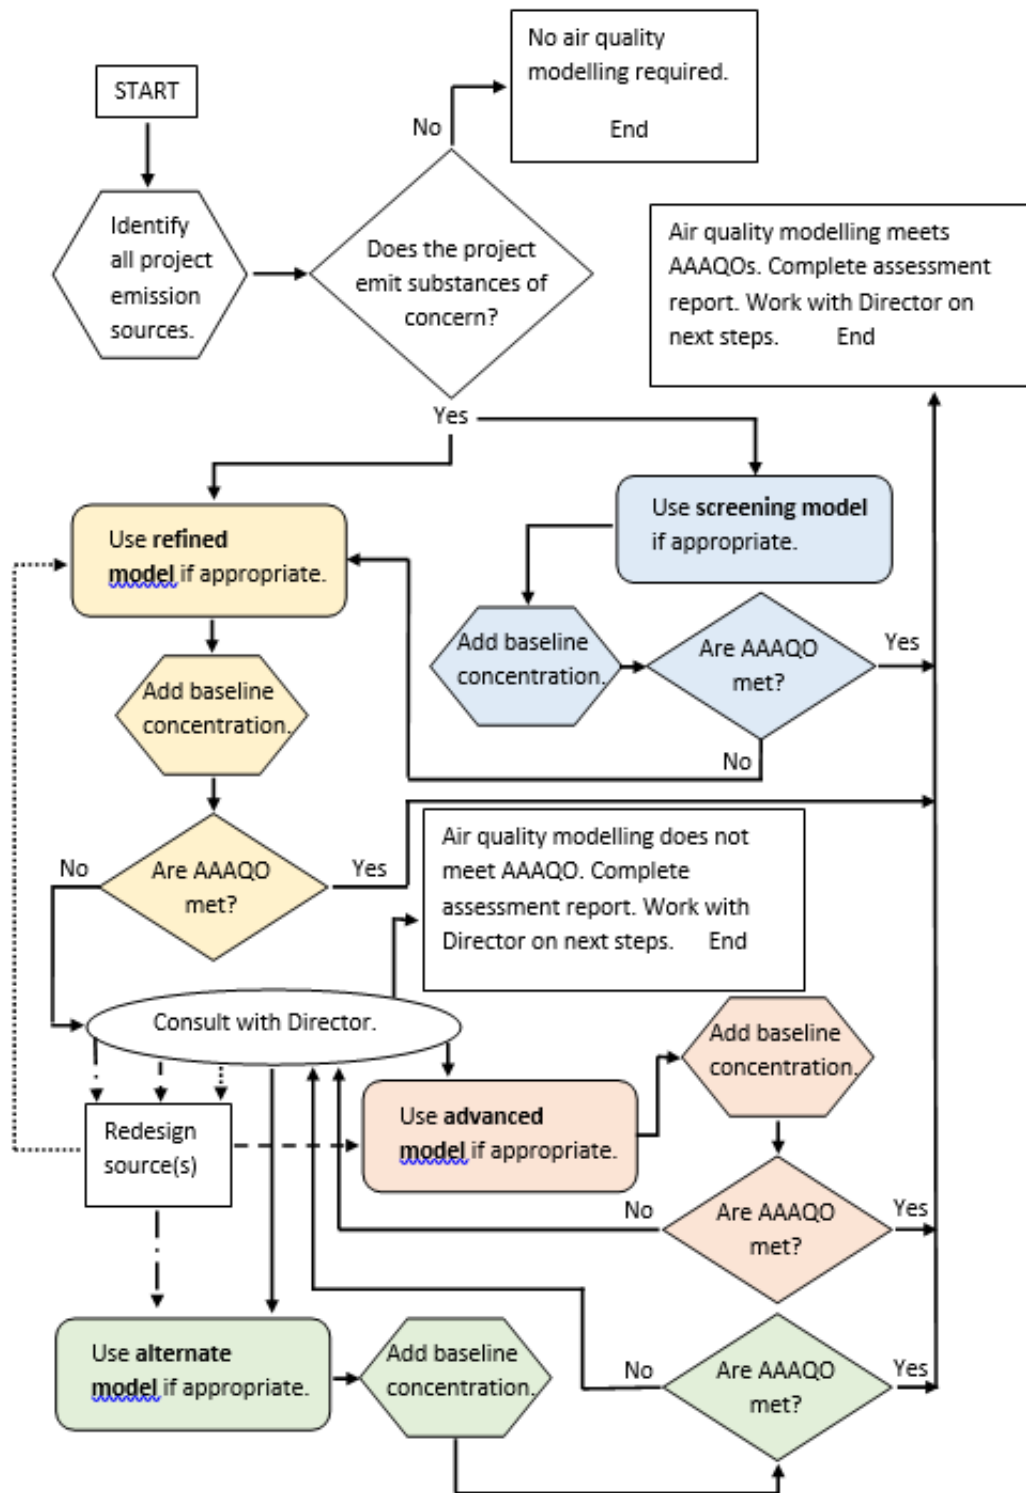 START
No air quality
modelling required.
End
No
Identify
all project
emission
sources.
Does the project
emit substances of
concern?
Air quality modelling meets
AAAQOs. Complete assessment
report. Work with Director on
next steps. End
Yes
Use refined
model if appropriate.
Use screening model
if appropriate.
Add baseline
concentration.
Are AAAQO
met?
Yes
No
Add baseline
concentration.
Are AAAQO
met?
No
Yes
Air quality modelling does not
meet AAAQO. Complete
assessment report. Work with
Director on next steps. End
Consult with Director.
Redesign
source(s)
Use advanced
model if appropriate.
Add baseline
concentration.
Are AAAQO
met?
No
Yes
Use alternate
model if appropriate.
Add baseline
concentration.
Are AAAQO
met?
No
Yes